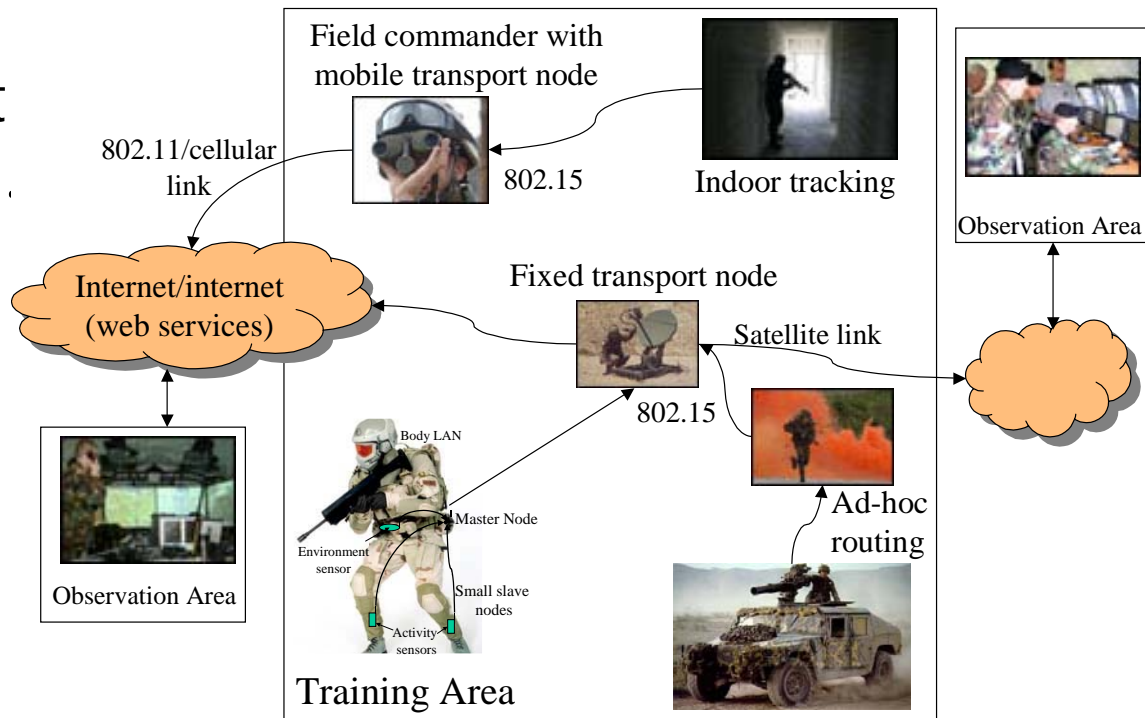 t
.
Field commander with
mobile transport node
802.11/cellular
link
802.15
Indoor tracking
Observation Area
Internet/internet
(web services)
Fixed transport node
Satellite link
802.15
Body LAN
Master Node
Environment
sensor
Small slave
nodes
Activity
sensors
Ad-hoc
routing
Observation Area
Training Area